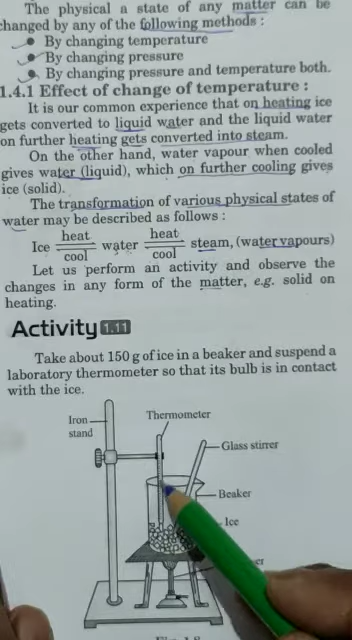 The physical a state of any matter can be
changed by any of the following methods :
By changing temperature
By changing pressure
By changing pressure and temperature both.
1.4.1 Effect of change of temperature :
It is our common experience that on heating ice
gets converted to liquid water and the liquid water
on further heating gets converted into steam.
On the other hand, water vapour when cooled
gives water (liquid), which on further cooling gives
ice (solid).
The transformation of various physical states of
water may be described as follows :
Ice heat/cool water heat/cool steam, (water vapours)
Let us perform an activity and observe the
changes in any form of the matter, e.g. solid on
heating.
Activity 1.11
Take about 150 g of ice in a beaker and suspend a
laboratory thermometer so that its bulb is in contact
with the ice.
Iron stand
Thermometer
Glass stirrer
Beaker
Ice